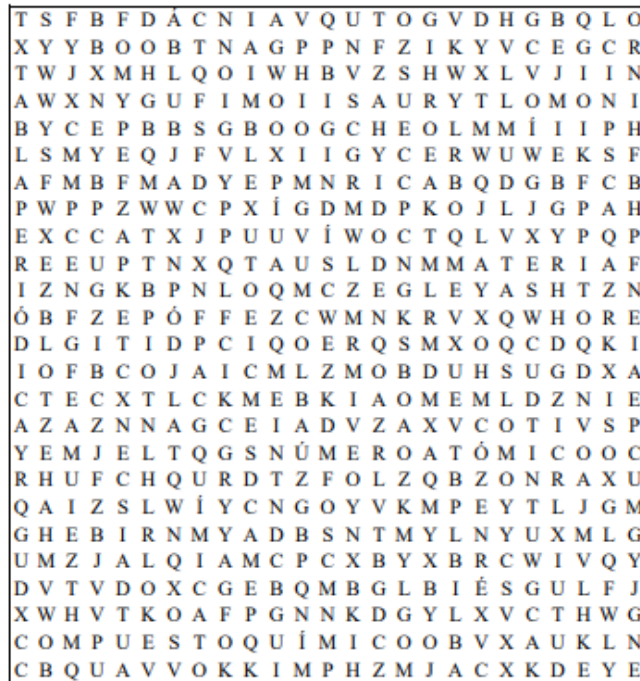 T S F B F D Á C N I A V Q U T O G V D H G B Q L O
X Y Y B O O B T N A G P P N F Z I K Y V C E G C R
T W J X M H L Q O I W H B V Z S H W X L V J I I N
A W X N Y G U F I M O I I S A U R Y T L O M O N I
B Y C E P B B S G B O O G C H E O L M M Í I I P H
L S M Y E Q J F V L X I I G Y C E R W U W E K S F
A F M B F M A D Y E P M N R I C A B Q D G B F C B
P W P P Z W W C P X Í G D M D P K O J L J G P A H
E X C C A T X J P U U V Í W O C T Q L V X Y P Q P
R E E U P T N X Q T A U S L D N M M A T E R I A F
I Z N G K B P N L O Q M C Z E G L E Y A S H T Z N
Ó B F Z E P Ó F F E Z C W M N K R V X Q W H O R E
D L G I T I D P C I Q O E R Q S M X O Q C D Q K I
I O F B C O J A I C M L Z M O B D U H S U G D X A
C T E C X T L C K M E B K I A O M E M L D Z N I E
A Z A Z N N A G C E I A D V Z A X V C O T I V S P
Y E M J E L T Q G S N Ú M E R O A T Ó M I C O O C
R H U F C H Q U R D T Z F O L Z Q B Z O N R A X U
Q A I Z S L W Í Y C N G O Y V K M P E Y T L J G M
G H E B I R N M Y A D B S N T M Y L N Y U X M L G
U M Z J A L Q I A M C P C X B Y X B R C W I V Q Y
D V T V D O X C G E B Q M B G L B I É S G U L F J
X W H V T K O A F P G N N K D G Y L X V C T H W G
C O M P U E S T O Q U Í M I C O O B V X A U K L N
C B Q U A V V O K K I M P H Z M J A C X K D E Y E